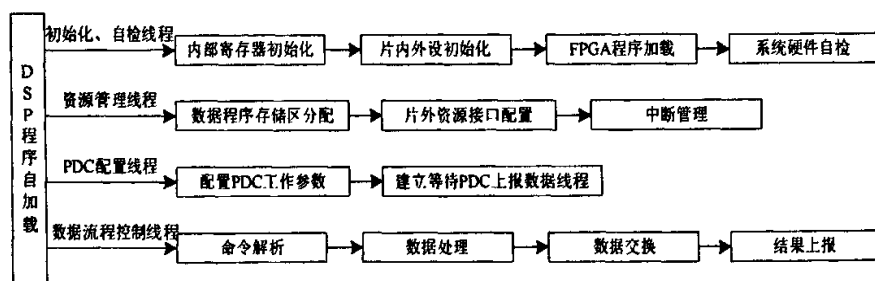 DSP程序自加载
初始化、自检线程
内部寄存器初始化
片内外设初始化
FPGA程序加载
系统硬件自检
资源管理线程
数据程序存储区分配
片外资源接口配置
中断管理
PDC配置线程
配置PDC工作参数
建立等待PDC上报数据线程
数据流程控制线程
命令解析
数据处理
数据交换
结果上报